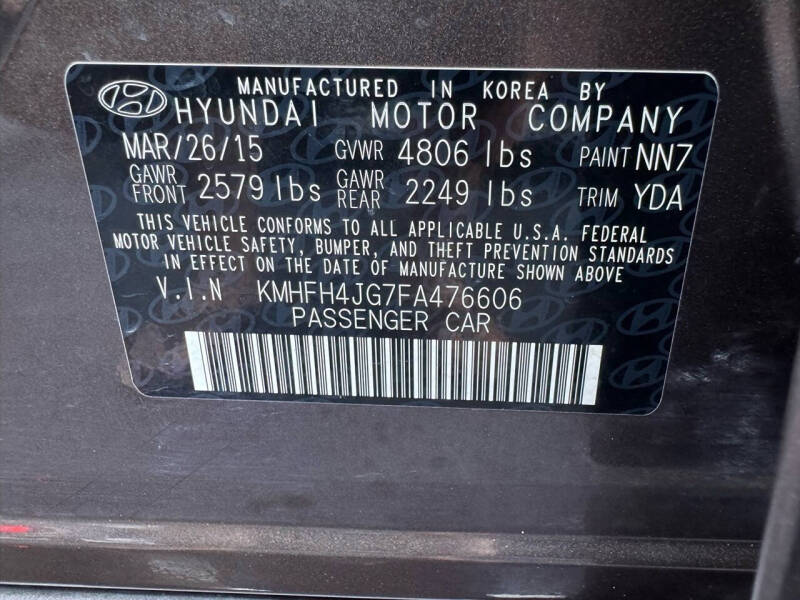 MANUFACTURED IN KOREA BY
HYUNDAI MOTOR COMPANY
MAR/26/15 GVWR 4806 lbs PAINT NN7
GAWR FRONT 2579 lbs GAWR REAR 2249 lbs TRIM YDA
THIS VEHICLE CONFORMS TO ALL APPLICABLE U.S.A. FEDERAL
MOTOR VEHICLE SAFETY, BUMPER, AND THEFT PREVENTION STANDARDS
IN EFFECT ON THE DATE OF MANUFACTURE SHOWN ABOVE
V.I.N KMHFH4JG7FA476606
PASSENGER CAR